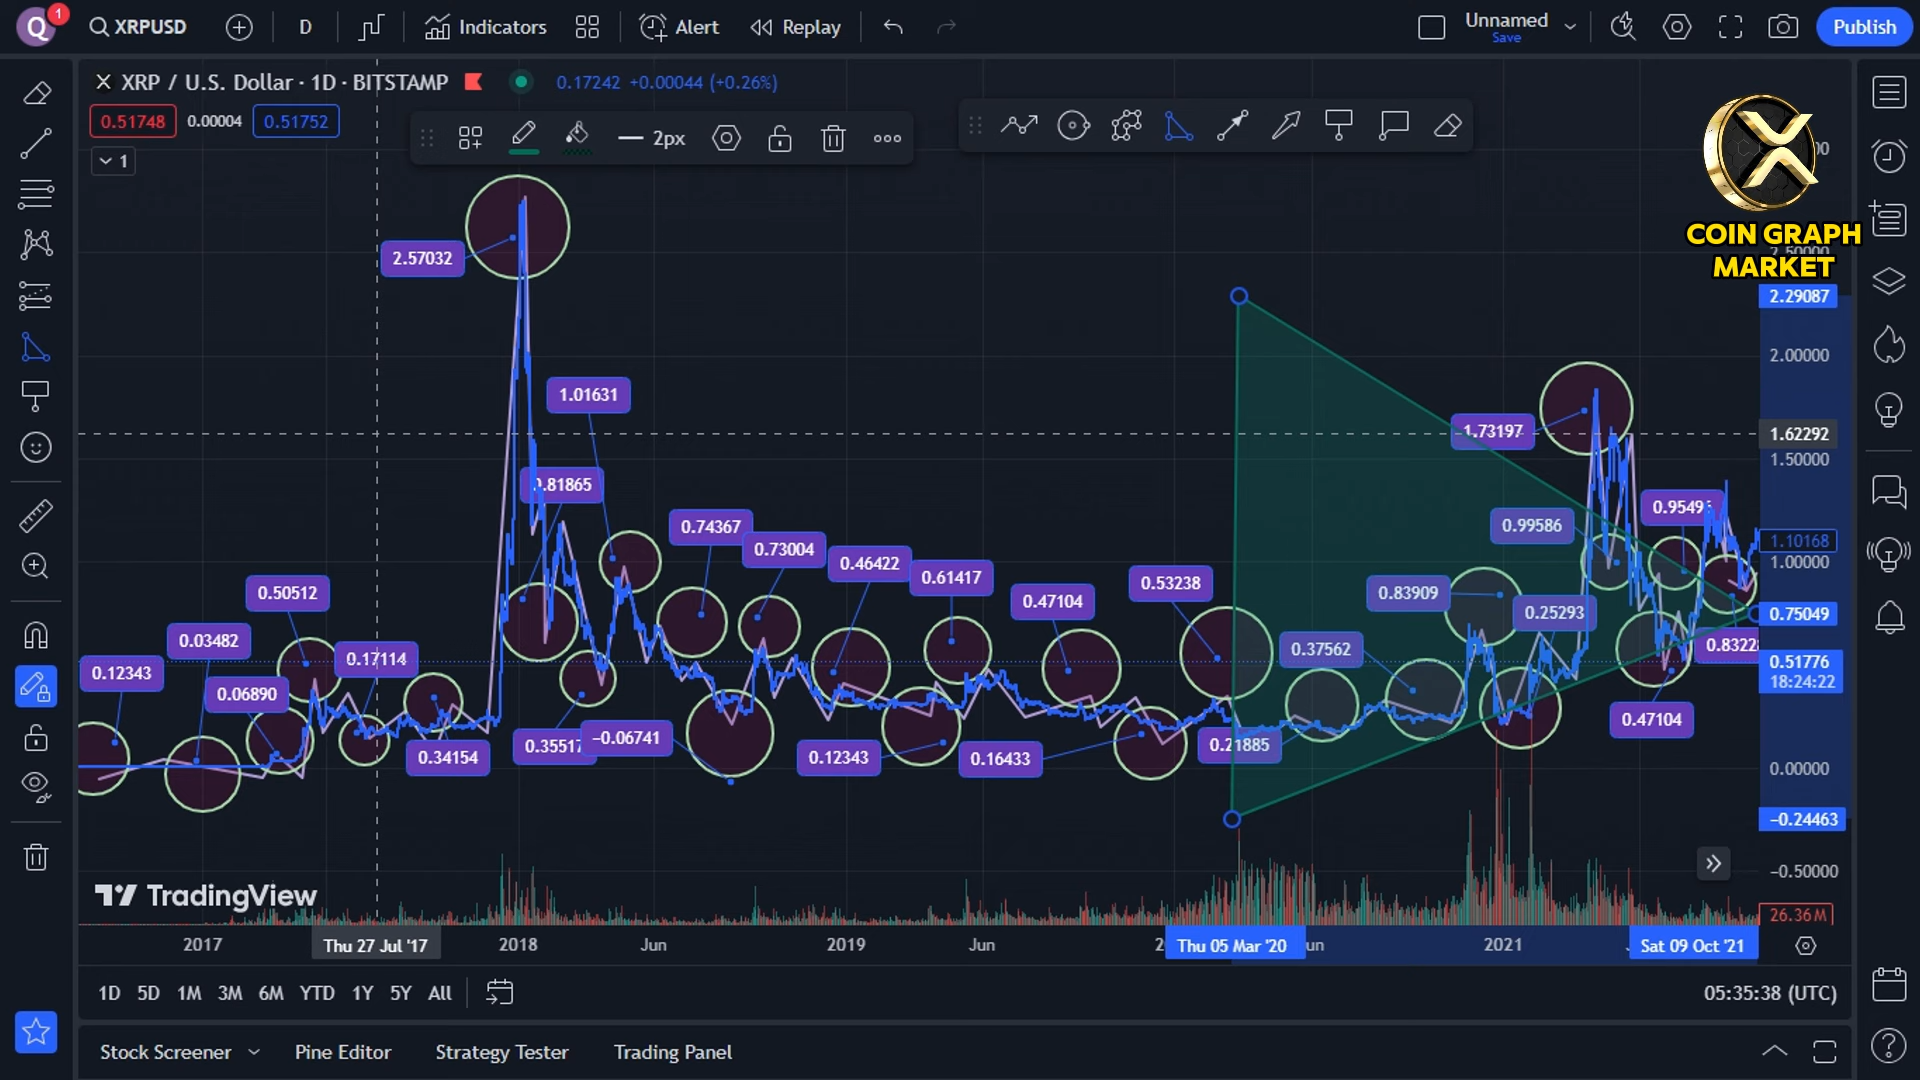 Q
1
XRPUSD
D
Indicators
Alert
Replay
Unnamed
Save
Publish
XRP / U.S. Dollar · 1D · BITSTAMP
0.17242 +0.00044 (+0.26%)
0.51748
0.00004
0.51752
1
2px
COIN GRAPH
MARKET
2.50000
2.29087
2.00000
1.62292
1.50000
1.10168
1.00000
0.75049
0.51776
18:24:22
0.00000
−0.24463
−0.50000
26.36M
2.57032
1.01631
0.81865
1.73197
0.95495
0.99586
0.74367
0.73004
0.46422
0.61417
0.50512
0.53238
0.47104
0.83909
0.25293
0.03482
0.12343
0.17114
0.37562
0.06890
0.47104
0.34154
0.35517
−0.06741
0.12343
0.16433
0.21885
TradingView
2017
Thu 27 Jul '17
2018
Jun
2019
Jun
Thu 05 Mar '20
2021
Sat 09 Oct '21
1D
5D
1M
3M
6M
YTD
1Y
5Y
All
05:35:38 (UTC)
Stock Screener
Pine Editor
Strategy Tester
Trading Panel